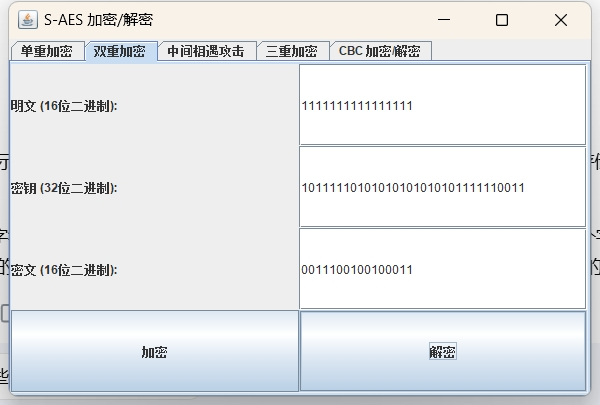 S-AES 加密/解密
单重加密 双重加密 中间相遇攻击 三重加密 CBC 加密/解密
明文 (16位二进制): 1111111111111111
密钥 (32位二进制): 10111110101010101010101111110011
密文 (16位二进制): 0011100100100011
加密 解密